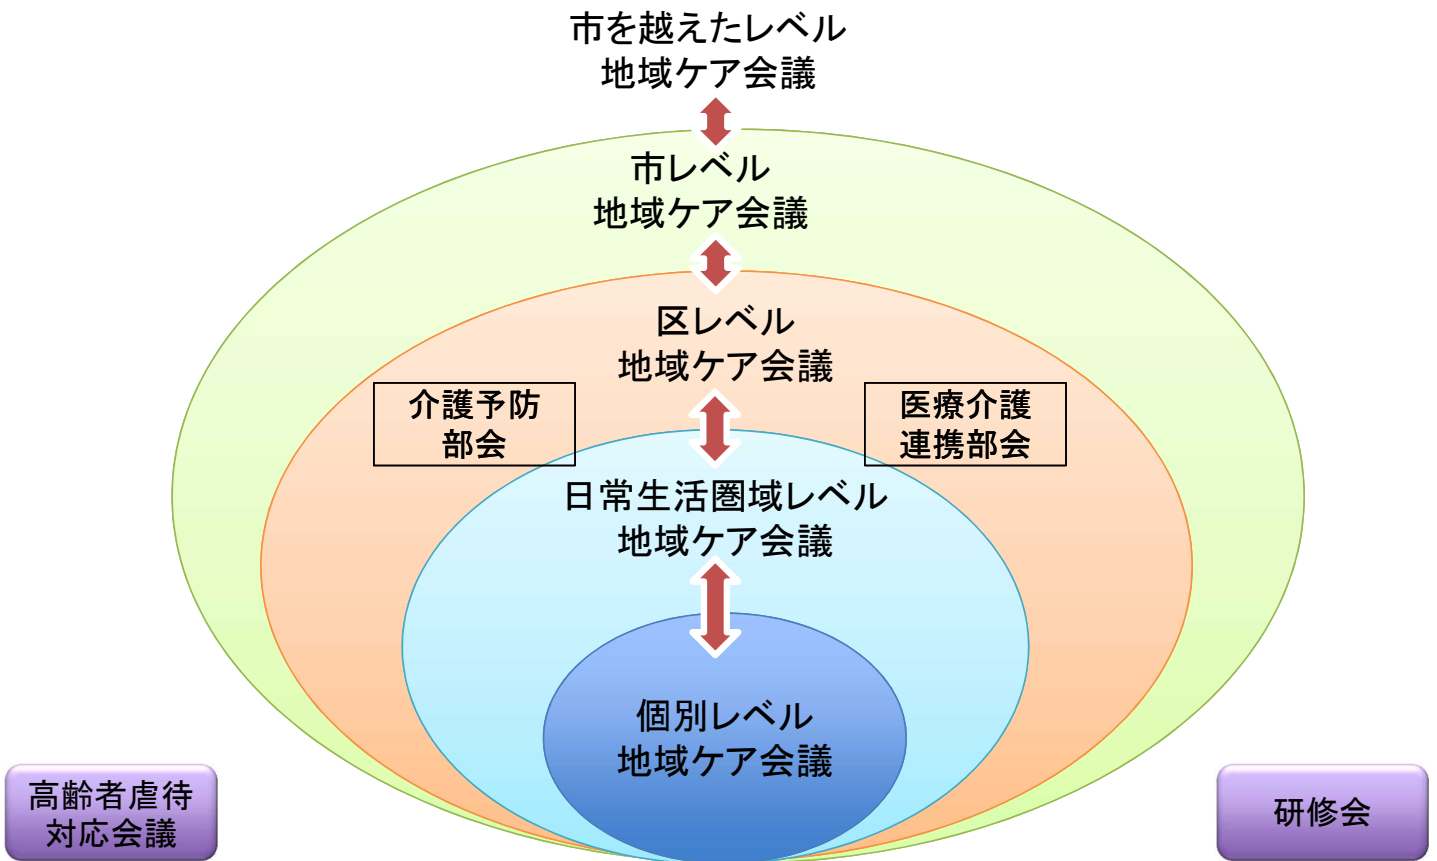 市を越えたレベル
地域ケア会議
市レベル
地域ケア会議
区レベル
地域ケア会議
介護予防
部会
医療介護
連携部会
日常生活圏域レベル
地域ケア会議
個別レベル
地域ケア会議
高齢者虐待
対応会議
研修会